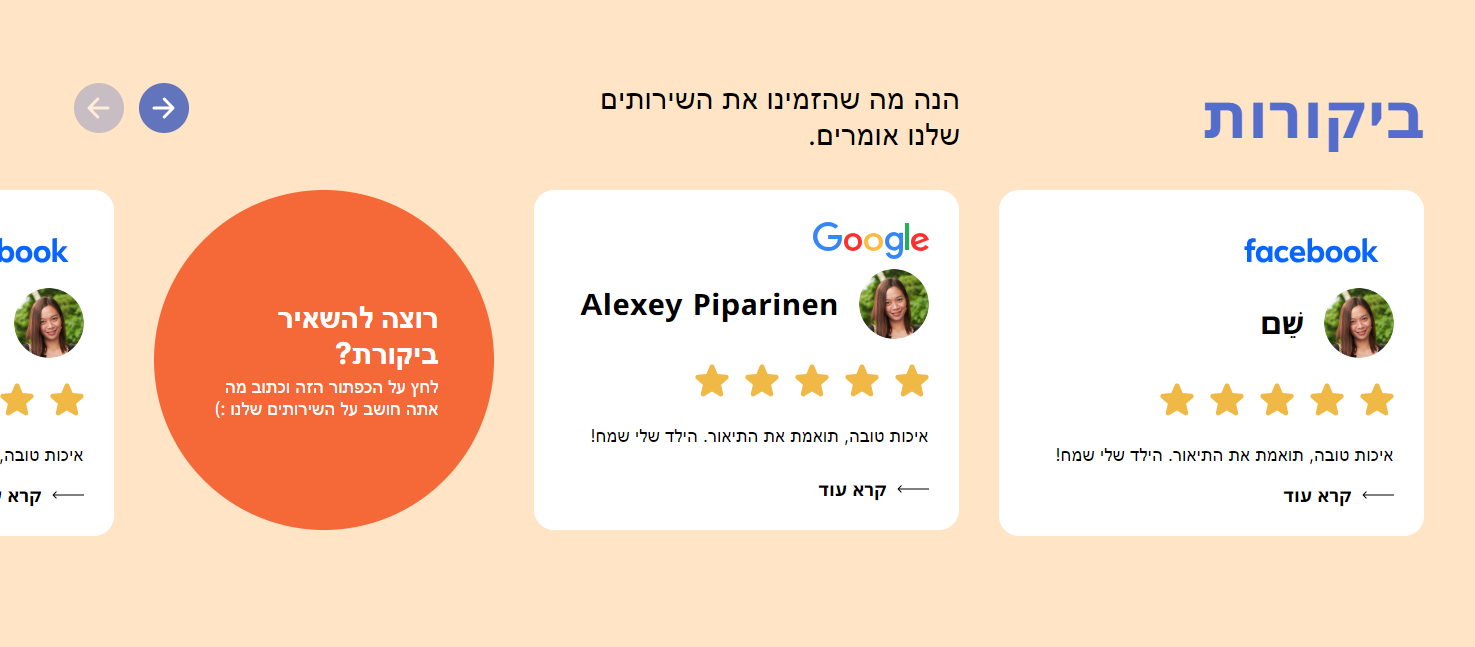 ביקורות
הנה מה שהזמינו את השירותים
שלנו אומרים.
facebook
שֵׁם
איכות טובה, תואמת את התיאור. הילד שלי שמח!
קרא עוד
Google
Alexey Piparinen
איכות טובה, תואמת את התיאור. הילד שלי שמח!
קרא עוד
רוצה להשאיר
ביקורת?
לחץ על הכפתור הזה וכתוב מה
אתה חושב על השירותים שלנו :)
book
איכות טובה,
קרא